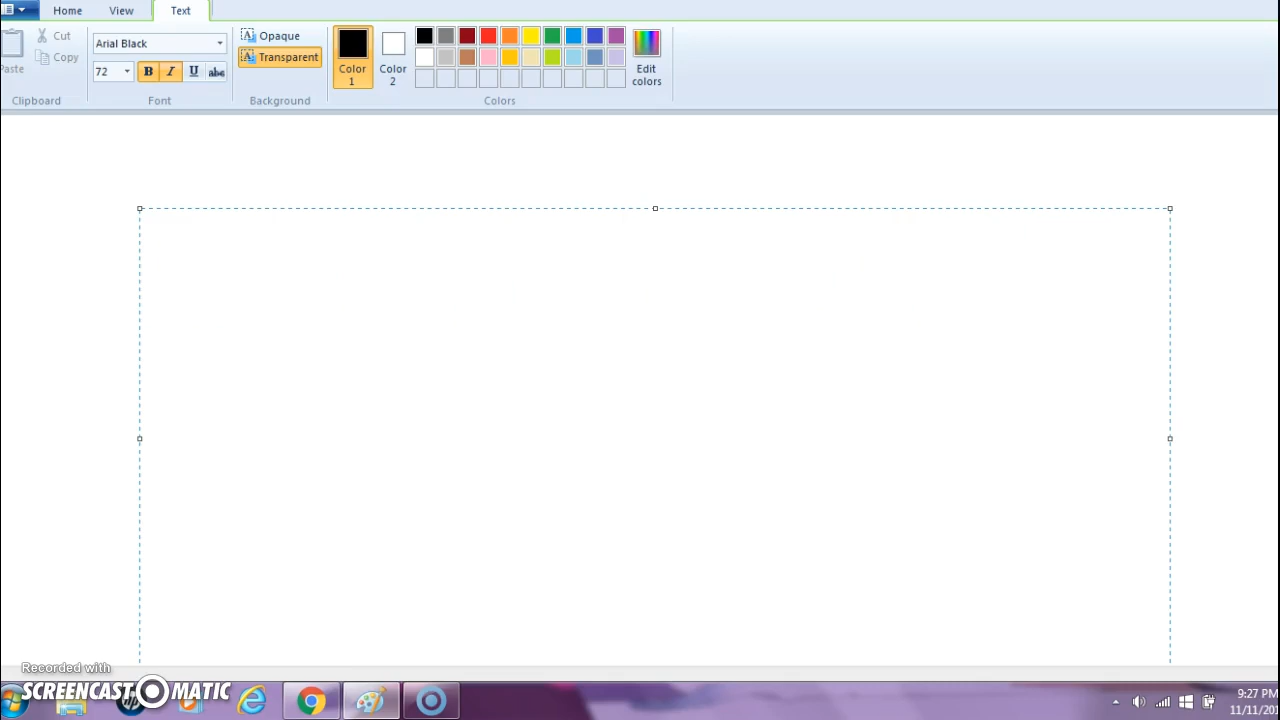 Home View Text
Cut
Copy
Paste
Clipboard
Arial Black
72
B I U abc
Font
Opaque
Transparent
Background
Color 1
Color 2
Edit colors
Colors
Recorded with
SCREENCAST MATIC
hp
9:27 PM
11/11/20